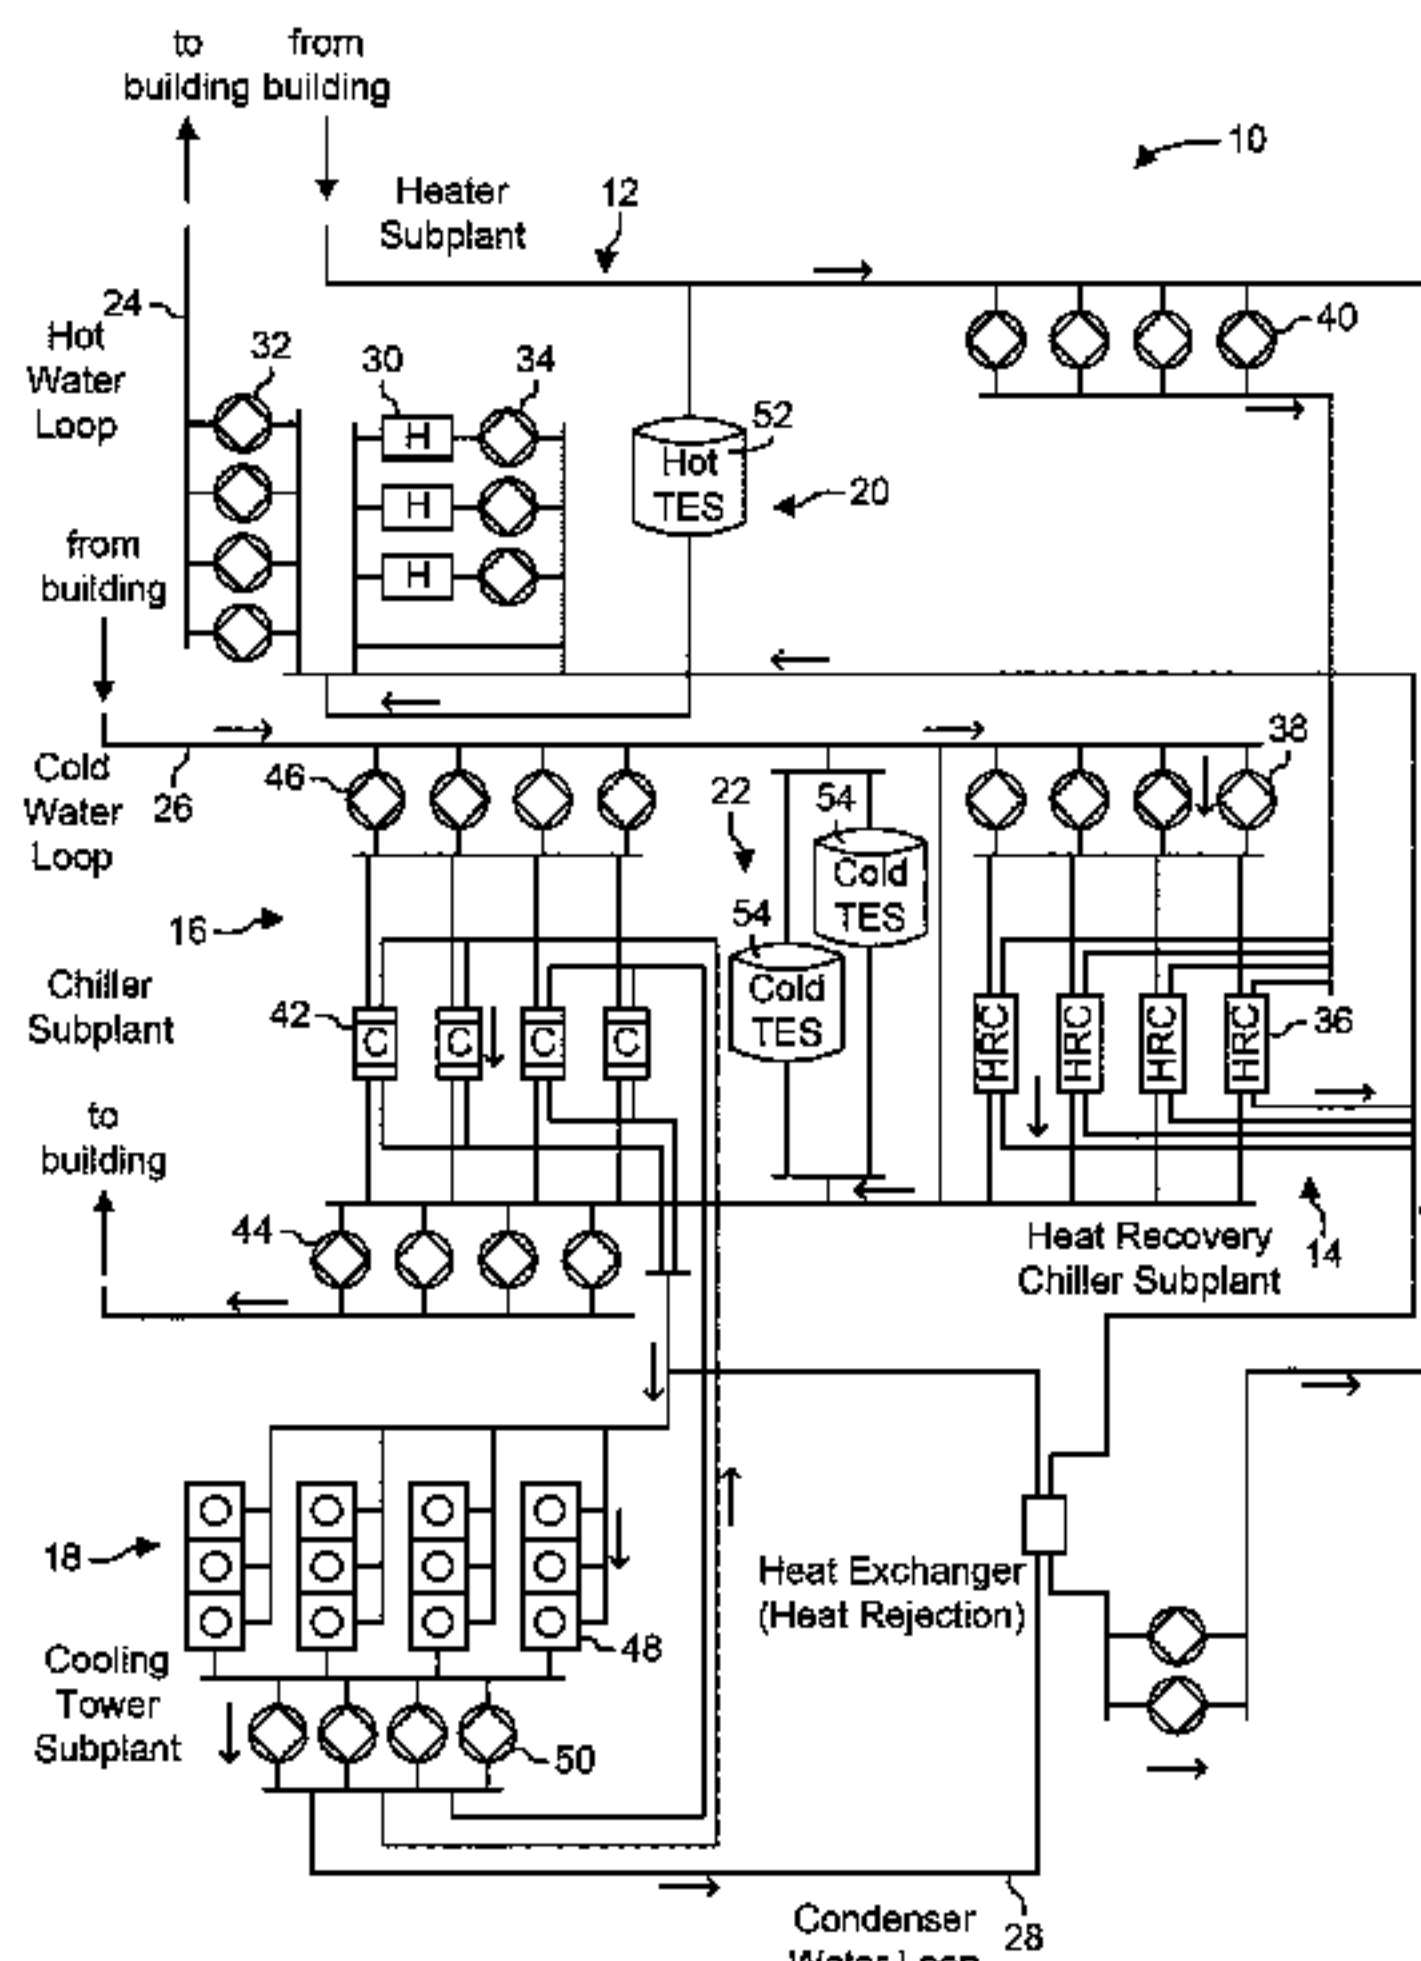 to from
building building
10
Heater
Subplant
12
24
Hot
Water
Loop
32
30
34
40
H
52
Hot
TES
20
H
from
building
H
38
Cold
Water
Loop
26
46
22
54
Cold
TES
54
16
Cold
TES
Chiller
Subplant
42
C
C
C
C
HRC
HRC
HRC
HRC
36
to
building
44
Heat Recovery
Chiller Subplant
14
18
Heat Exchanger
(Heat Rejection)
48
Cooling
Tower
Subplant
50
Condenser
28
Water Loop